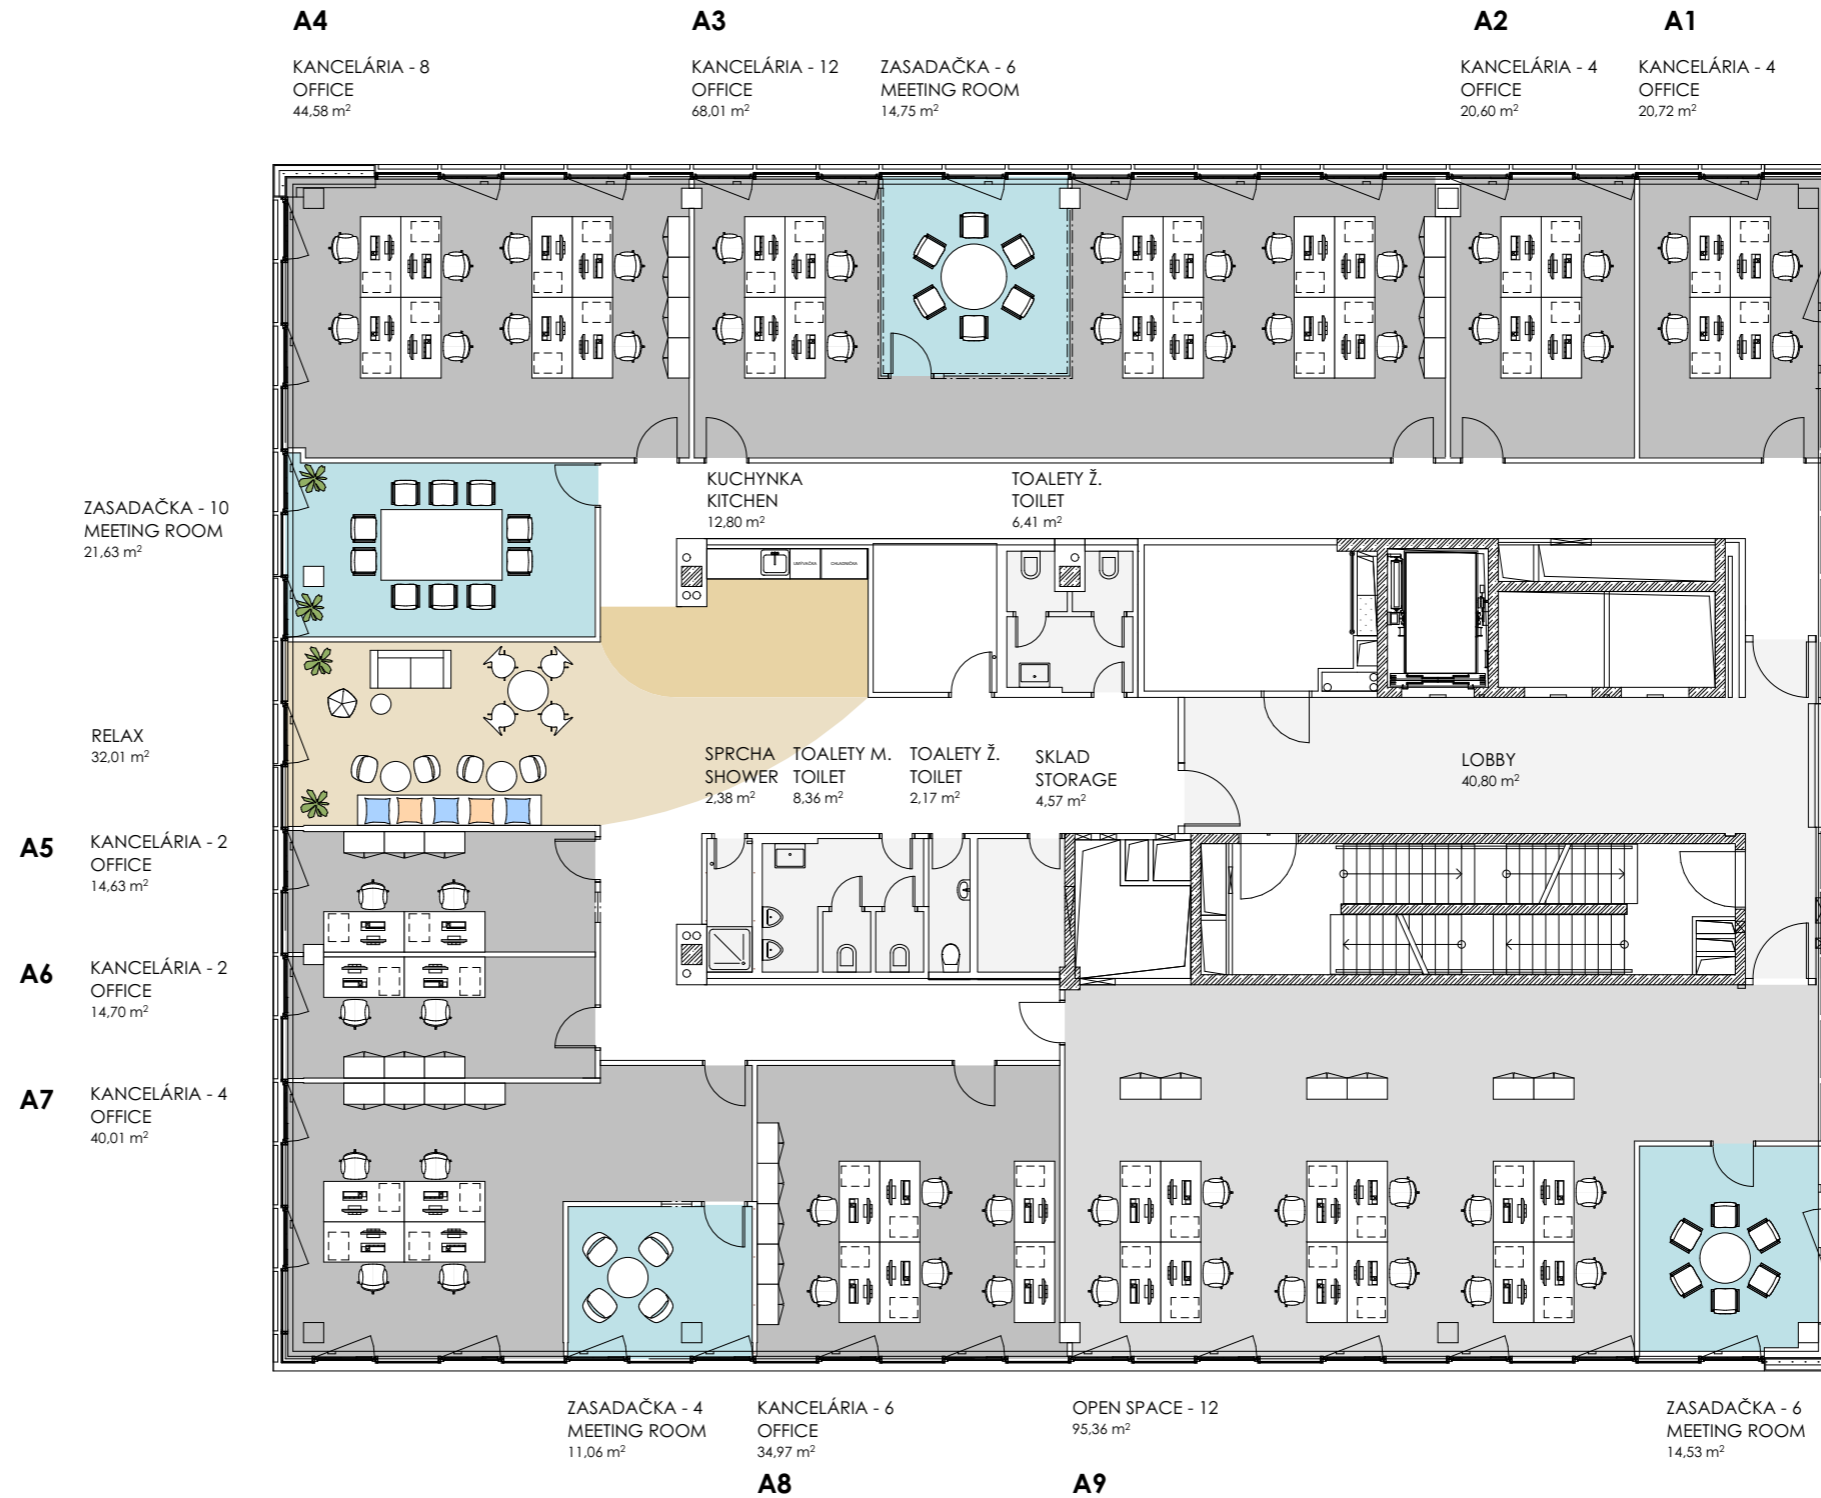 A4
KANCELÁRIA - 8
OFFICE
44,58 m²
A3
KANCELÁRIA - 12
OFFICE
68,01 m²
ZASADAČKA - 6
MEETING ROOM
14,75 m²
A2
KANCELÁRIA - 4
OFFICE
20,60 m²
A1
KANCELÁRIA - 4
OFFICE
20,72 m²
ZASADAČKA - 10
MEETING ROOM
21,63 m²
KUCHYNKA
KITCHEN
12,80 m²
TOALETY Ž.
TOILET
6,41 m²
RELAX
32,01 m²
SPRCHA
SHOWER
2,38 m²
TOALETY M.
TOILET
8,36 m²
TOALETY Ž.
TOILET
2,17 m²
SKLAD
STORAGE
4,57 m²
LOBBY
40,80 m²
A5
KANCELÁRIA - 2
OFFICE
14,63 m²
A6
KANCELÁRIA - 2
OFFICE
14,70 m²
A7
KANCELÁRIA - 4
OFFICE
40,01 m²
ZASADAČKA - 4
MEETING ROOM
11,06 m²
KANCELÁRIA - 6
OFFICE
34,97 m²
A8
OPEN SPACE - 12
95,36 m²
A9
ZASADAČKA - 6
MEETING ROOM
14,53 m²